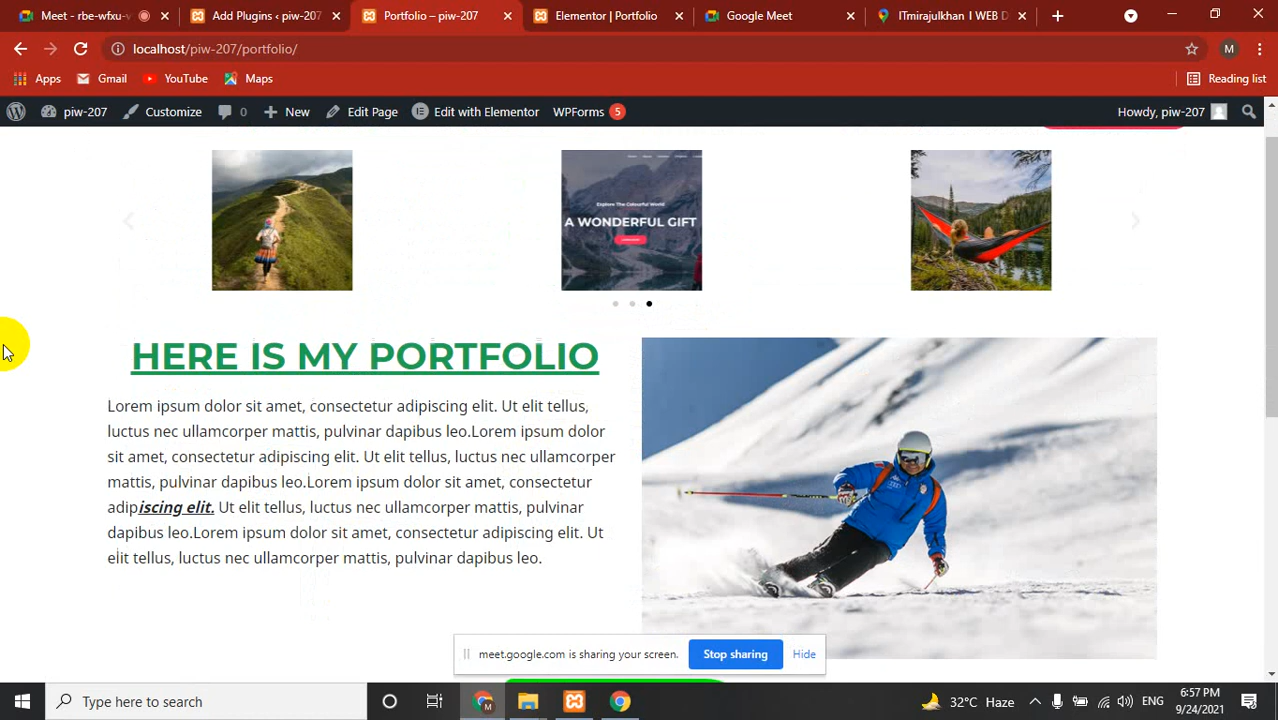 Meet - rbe-wfxu-v
Add Plugins ‹ piw-207
Portfolio – piw-207
Elementor | Portfolio
Google Meet
ITmirajulkhan I WEB D
localhost/piw-207/portfolio/
M
Apps
Gmail
YouTube
Maps
Reading list
piw-207
Customize
0
New
Edit Page
Edit with Elementor
WPForms 5
Howdy, piw-207
Explore The Colourful World
A WONDERFUL GIFT
HERE IS MY PORTFOLIO
Lorem ipsum dolor sit amet, consectetur adipiscing elit. Ut elit tellus,
luctus nec ullamcorper mattis, pulvinar dapibus leo.Lorem ipsum dolor
sit amet, consectetur adipiscing elit. Ut elit tellus, luctus nec ullamcorper
mattis, pulvinar dapibus leo.Lorem ipsum dolor sit amet, consectetur
adipiscing elit. Ut elit tellus, luctus nec ullamcorper mattis, pulvinar
dapibus leo.Lorem ipsum dolor sit amet, consectetur adipiscing elit. Ut
elit tellus, luctus nec ullamcorper mattis, pulvinar dapibus leo.
meet.google.com is sharing your screen.
Stop sharing
Hide
Type here to search
M
32°C Haze
ENG
6:57 PM
9/24/2021